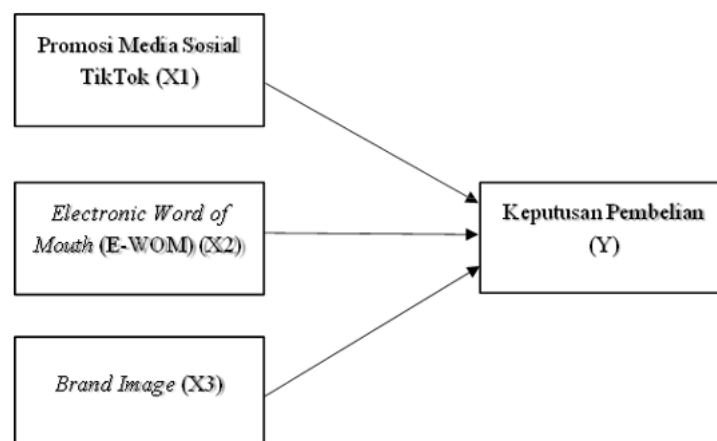 Promosi Media Sosial
TikTok (X1)
Electronic Word of
Mouth (E-WOM) (X2)
Keputusan Pembelian
(Y)
Brand Image (X3)